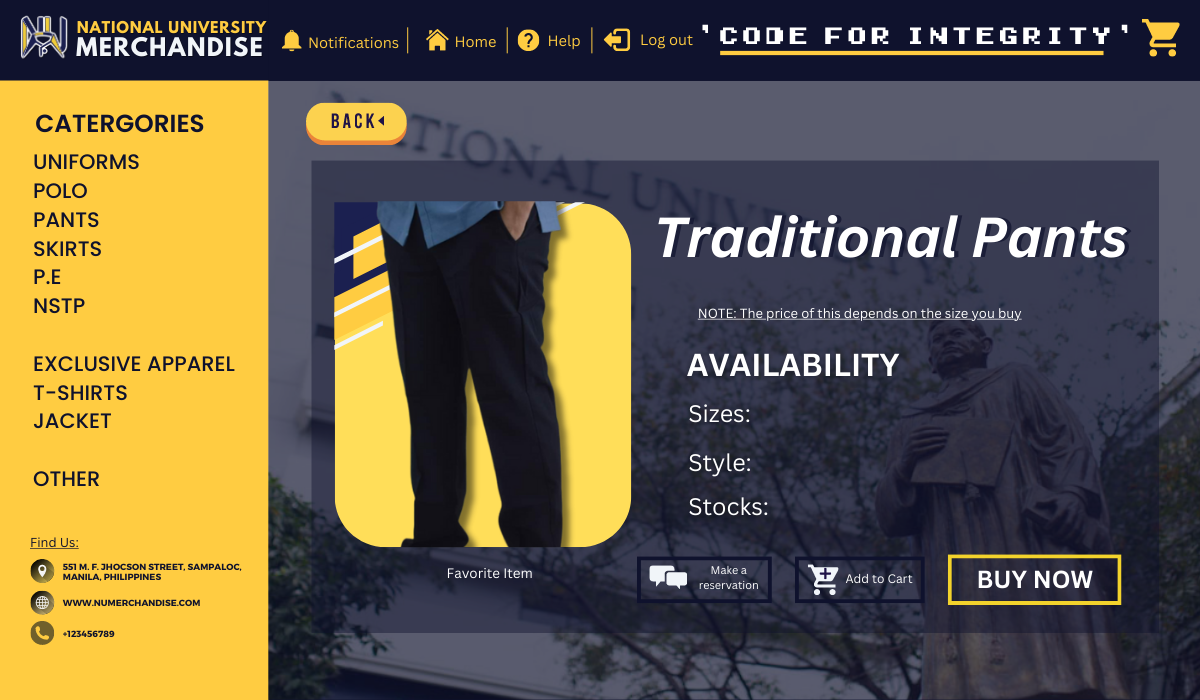 NATIONAL UNIVERSITY
MERCHANDISE
Notifications
Home
Help
Log out
'CODE FOR INTEGRITY'
CATERGORIES
UNIFORMS
POLO
PANTS
SKIRTS
P.E
NSTP
EXCLUSIVE APPAREL
T-SHIRTS
JACKET
OTHER
Find Us:
551 M. F. JHOCSON STREET, SAMPALOC,
MANILA, PHILIPPINES
WWW.NUMERCHANDISE.COM
+123456789
BACK
NATIONAL UNIVERSITY
Traditional Pants
NOTE: The price of this depends on the size you buy
AVAILABILITY
Sizes:
Style:
Stocks:
Favorite Item
Make a
reservation
Add to Cart
BUY NOW